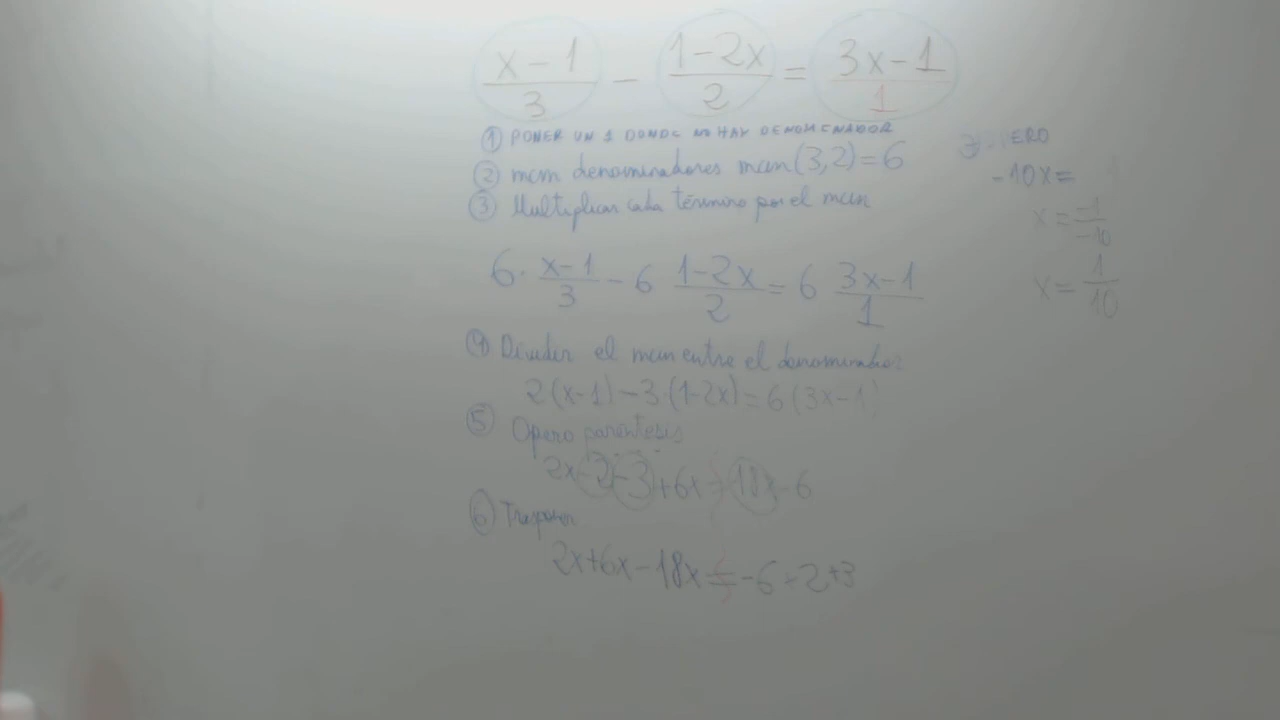 x-1/3 - 1-2x/2 = 3x-1/1
① PONER UN 1 DONDE NO HAY DENOMINADOR
② mcm denominadores mcm(3,2)=6
③ Multiplicar cada término por el mcm
6· x-1/3 - 6 1-2x/2 = 6 3x-1/1
④ Dividir el mcm entre el denominador
2(x-1)-3(1-2x)=6(3x-1)
⑤ Opero paréntesis
2x-2-3+6x=18x-6
⑥ Trasponer
2x+6x-18x=-6+2+3
-10x=
x=-1/-10
x=1/10